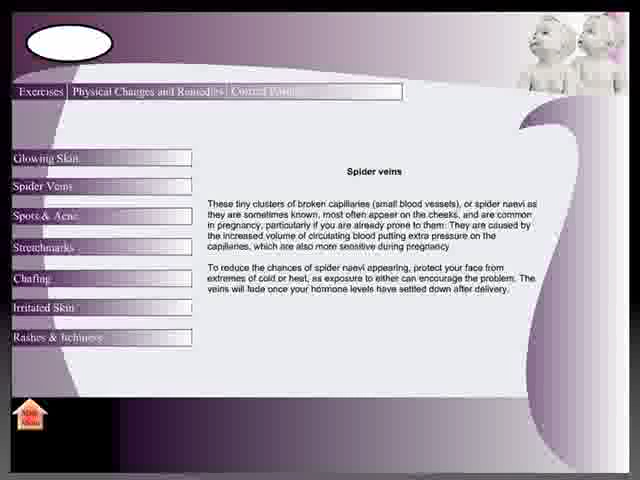 Exercises Physical Changes and Remedies Correct
Glowing Skin
Spider Veins
Spots & Acne
Stretchmarks
Chafing
Irritated Skin
Rashes & Itchiness
Spider veins
These tiny clusters of broken capillaries (small blood vessels), or spider naevi as
they are sometimes known, most often appear on the cheeks, and are common
in pregnancy, particularly if you are already prone to them. They are caused by
the increased volume of circulating blood putting extra pressure on the
capillaries, which are also more sensitive during pregnancy
To reduce the chances of spider naevi appearing, protect your face from
extremes of cold or heat, as exposure to either can encourage the problem. The
veins will fade once your hormone levels have settled down after delivery.
Main
Menu